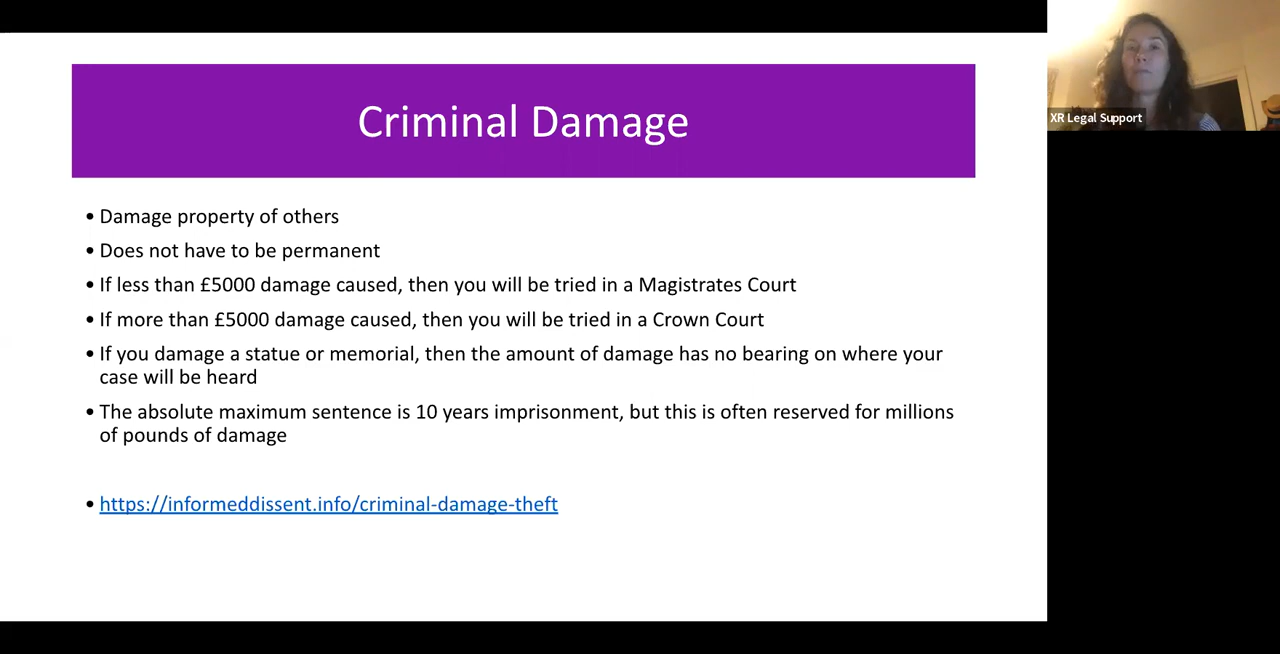 Criminal Damage
• Damage property of others
• Does not have to be permanent
• If less than £5000 damage caused, then you will be tried in a Magistrates Court
• If more than £5000 damage caused, then you will be tried in a Crown Court
• If you damage a statue or memorial, then the amount of damage has no bearing on where your
case will be heard
• The absolute maximum sentence is 10 years imprisonment, but this is often reserved for millions
of pounds of damage
• https://informeddissent.info/criminal-damage-theft
XR Legal Support